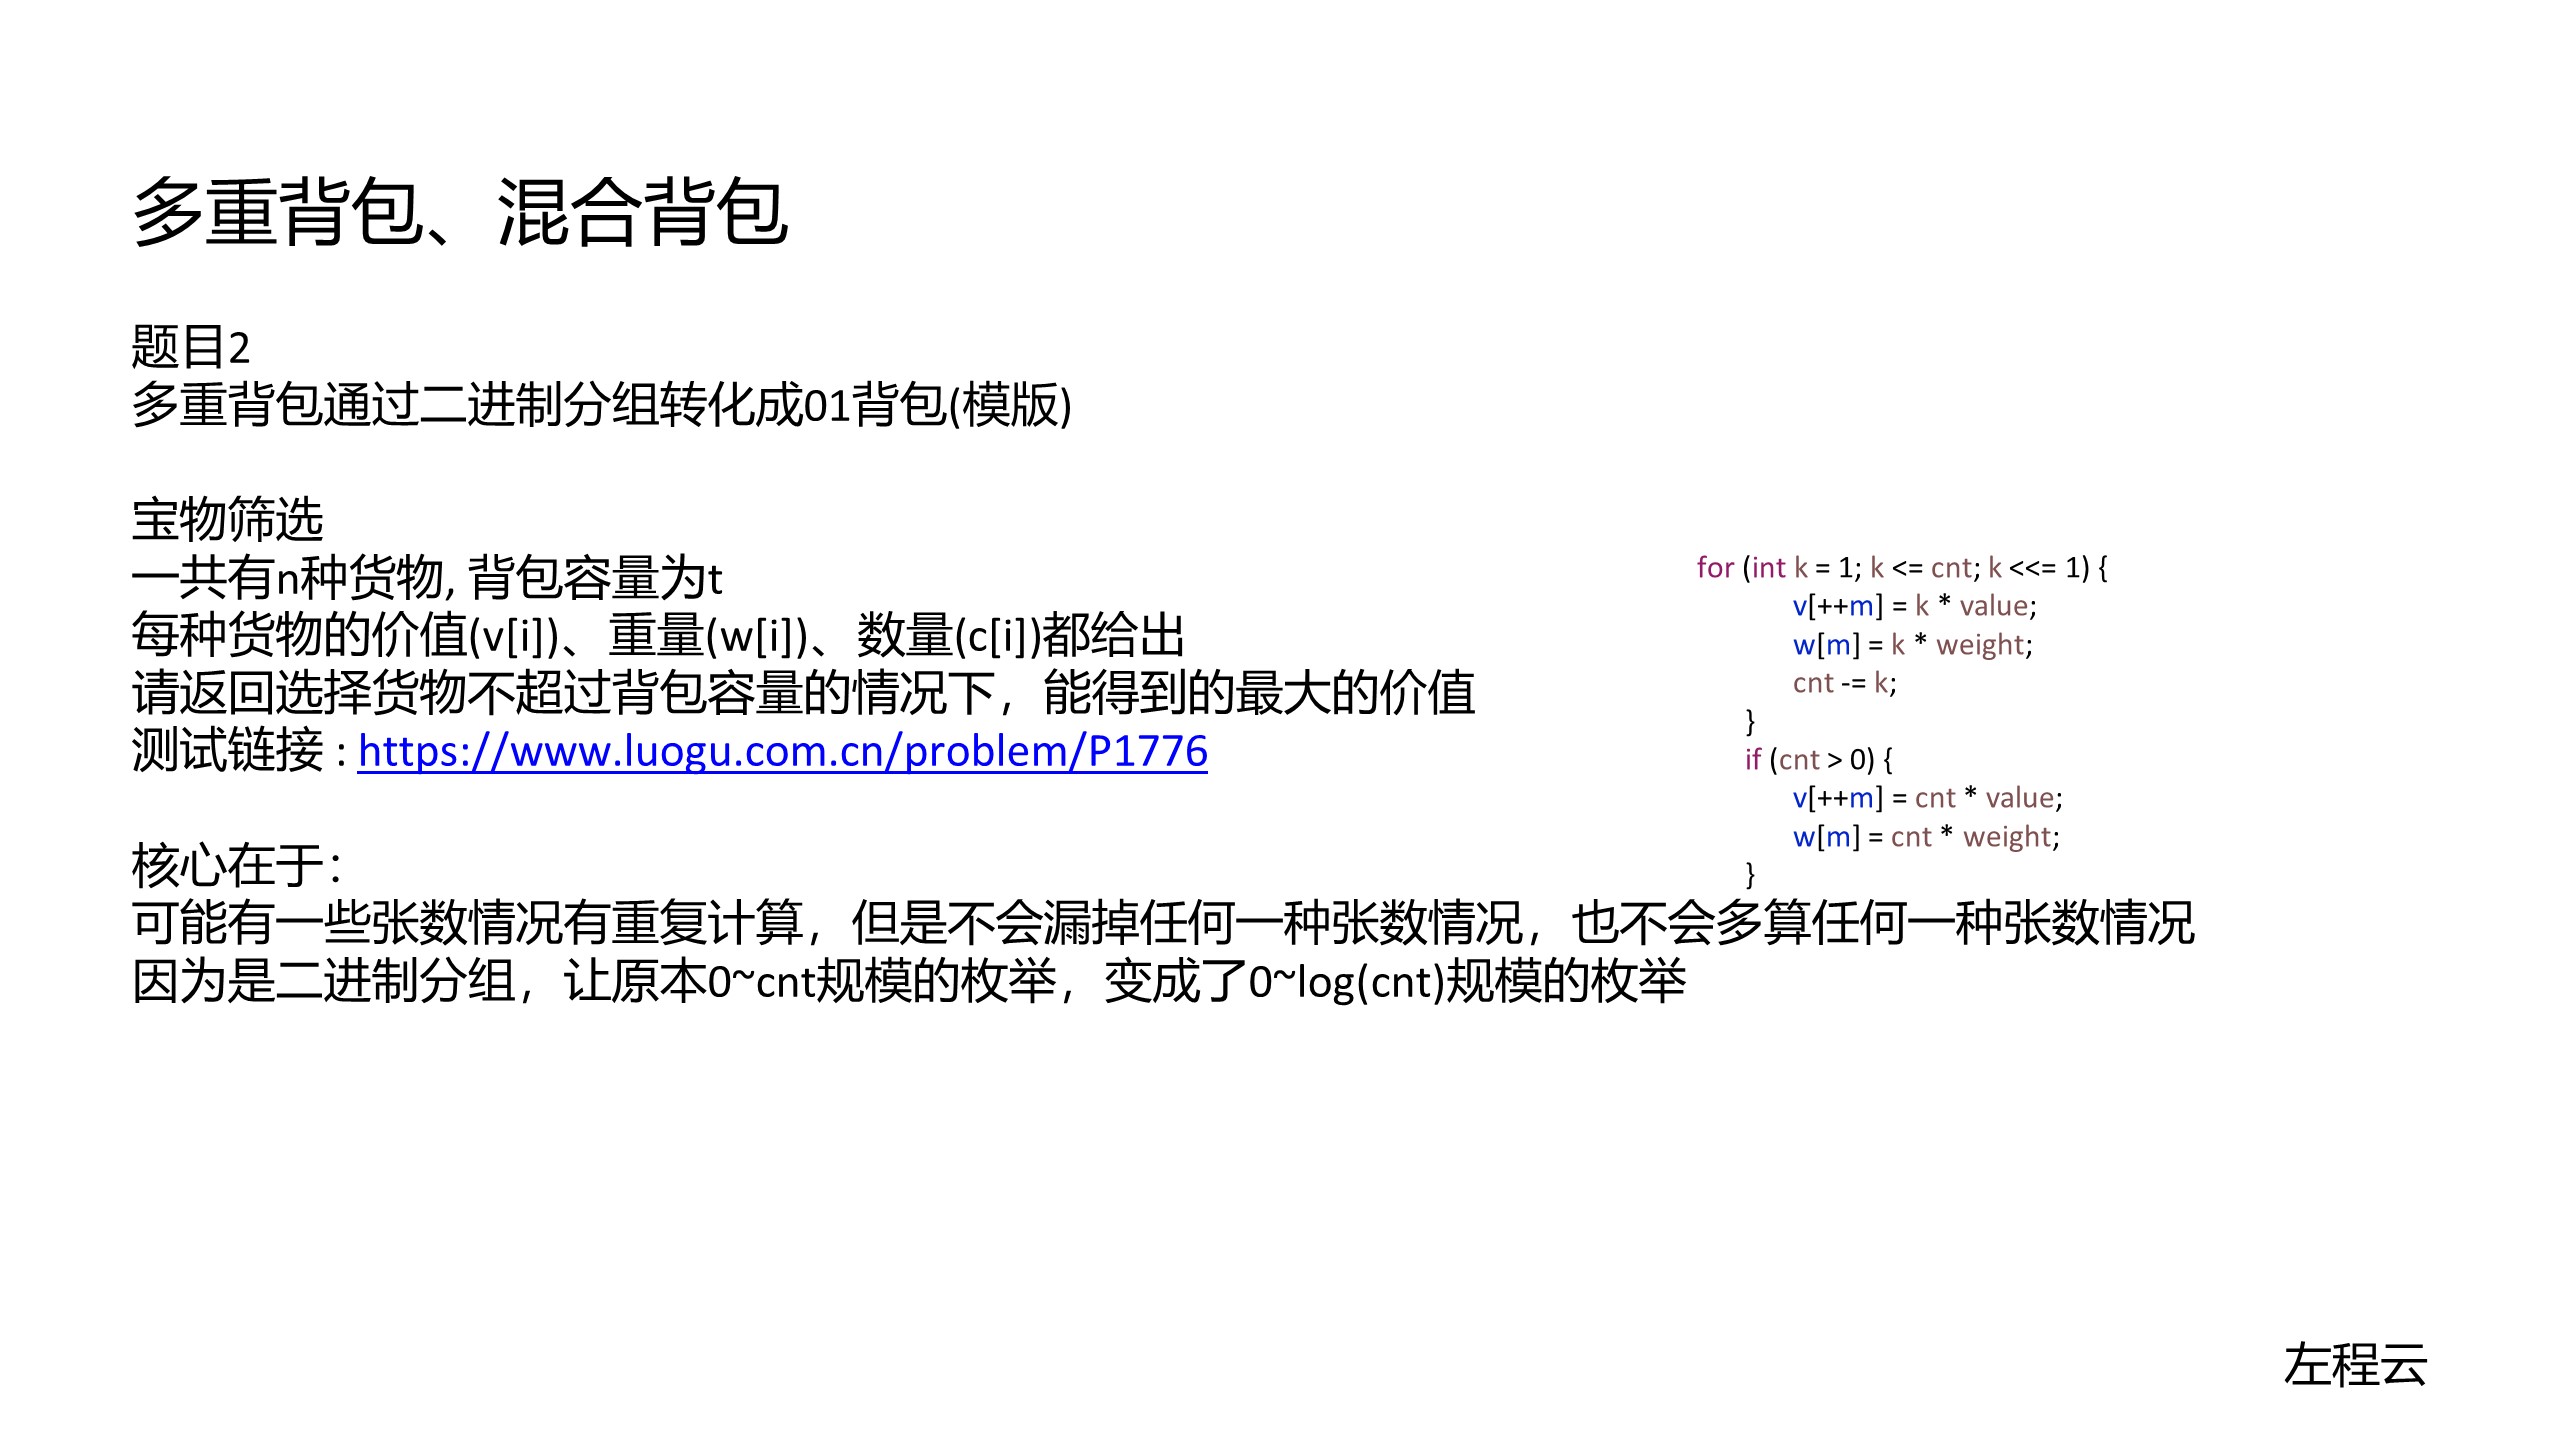 多重背包、混合背包
题目2
多重背包通过二进制分组转化成01背包(模版)
宝物筛选
一共有n种货物, 背包容量为t
每种货物的价值(v[i])、重量(w[i])、数量(c[i])都给出
请返回选择货物不超过背包容量的情况下，能得到的最大的价值
测试链接 : https://www.luogu.com.cn/problem/P1776
for (int k = 1; k <= cnt; k <<= 1) {
v[++m] = k * value;
w[m] = k * weight;
cnt -= k;
}
if (cnt > 0) {
v[++m] = cnt * value;
w[m] = cnt * weight;
}
核心在于：
可能有一些张数情况有重复计算，但是不会漏掉任何一种张数情况，也不会多算任何一种张数情况
因为是二进制分组，让原本0~cnt规模的枚举，变成了0~log(cnt)规模的枚举
左程云